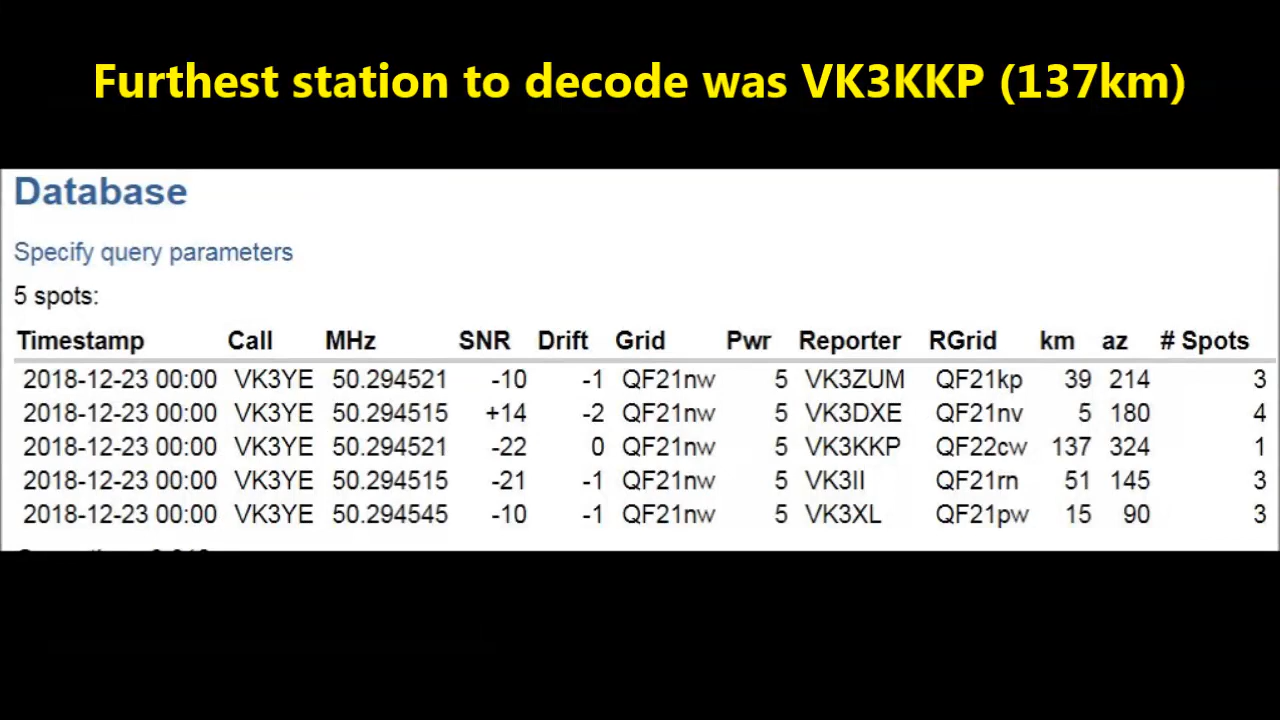 Furthest station to decode was VK3KKP (137km)
Database
Specify query parameters
5 spots:
Timestamp Call MHz SNR Drift Grid Pwr Reporter RGrid km az # Spots
2018-12-23 00:00 VK3YE 50.294521 -10 -1 QF21nw 5 VK3ZUM QF21kp 39 214 3
2018-12-23 00:00 VK3YE 50.294515 +14 -2 QF21nw 5 VK3DXE QF21nv 5 180 4
2018-12-23 00:00 VK3YE 50.294521 -22 0 QF21nw 5 VK3KKP QF22cw 137 324 1
2018-12-23 00:00 VK3YE 50.294515 -21 -1 QF21nw 5 VK3II QF21rn 51 145 3
2018-12-23 00:00 VK3YE 50.294545 -10 -1 QF21nw 5 VK3XL QF21pw 15 90 3